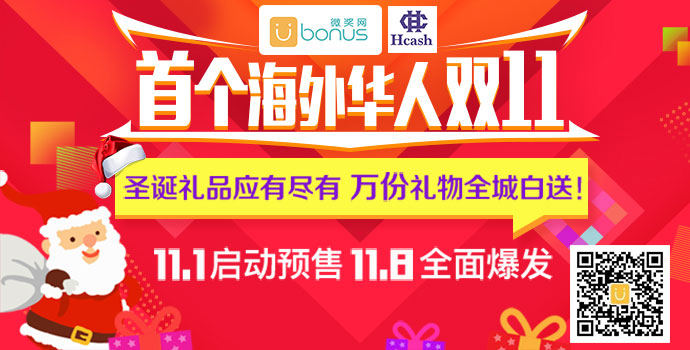 微奖网
Ubonus
Hcash
首个海外华人双11
圣诞礼品应有尽有 万份礼物全城白送!
11.1启动预售 11.8全面爆发